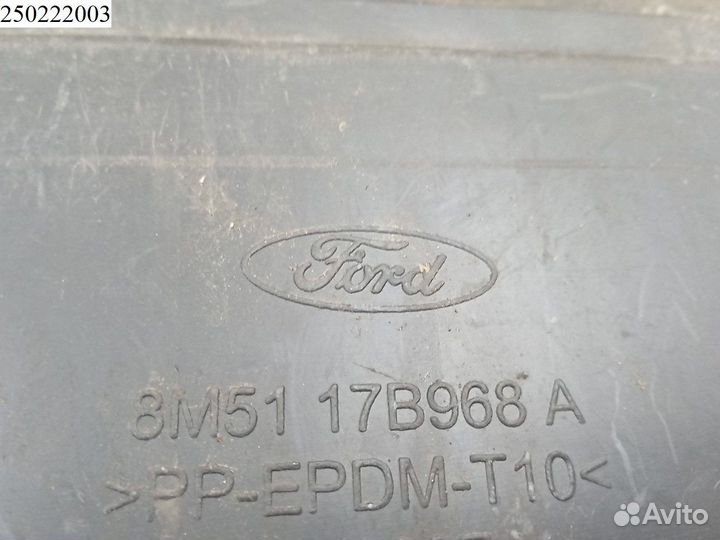 250222003
Ford
8M51 17B968 A
>PP-EPDM-T10<
Avito